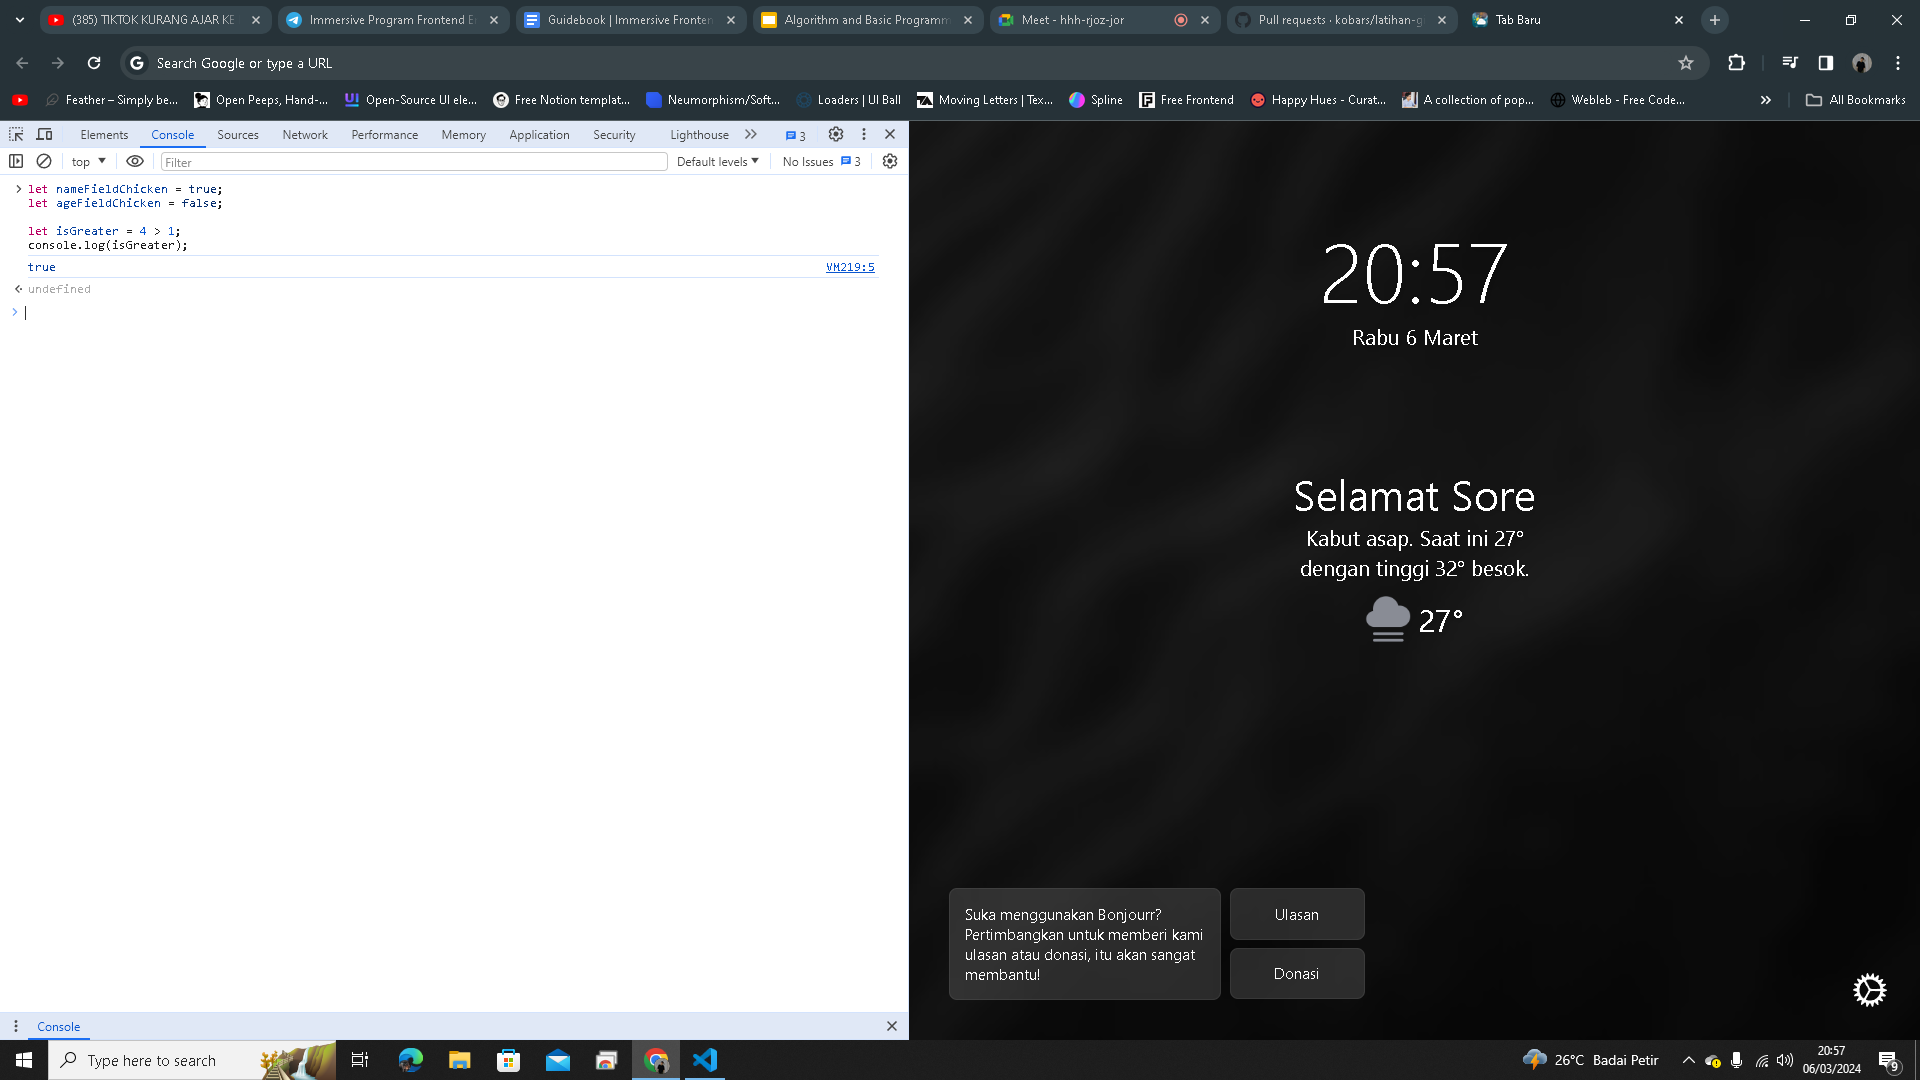 (385) TIKTOK KURANG AJAR KE
Immersive Program Frontend E
Guidebook | Immersive Fronten
Algorithm and Basic Programm
Meet - hhh-rjoz-jor
Pull requests · kobars/latihan-g
Tab Baru
Search Google or type a URL
Feather – Simply be...
Open Peeps, Hand-...
Open-Source UI ele...
Free Notion templat...
Neumorphism/Soft...
Loaders | UI Ball
Moving Letters | Tex...
Spline
Free Frontend
Happy Hues - Curat...
A collection of pop...
Webleb - Free Code...
All Bookmarks
Elements
Console
Sources
Network
Performance
Memory
Application
Security
Lighthouse
3
top
Filter
Default levels
No Issues
3
let nameFieldChicken = true;
let ageFieldChicken = false;
let isGreater = 4 > 1;
console.log(isGreater);
true
VM219:5
undefined
20:57
Rabu 6 Maret
Selamat Sore
Kabut asap. Saat ini 27°
dengan tinggi 32° besok.
27°
Suka menggunakan Bonjourr?
Pertimbangkan untuk memberi kami
ulasan atau donasi, itu akan sangat
membantu!
Ulasan
Donasi
Console
Type here to search
26°C Badai Petir
20:57
06/03/2024
9